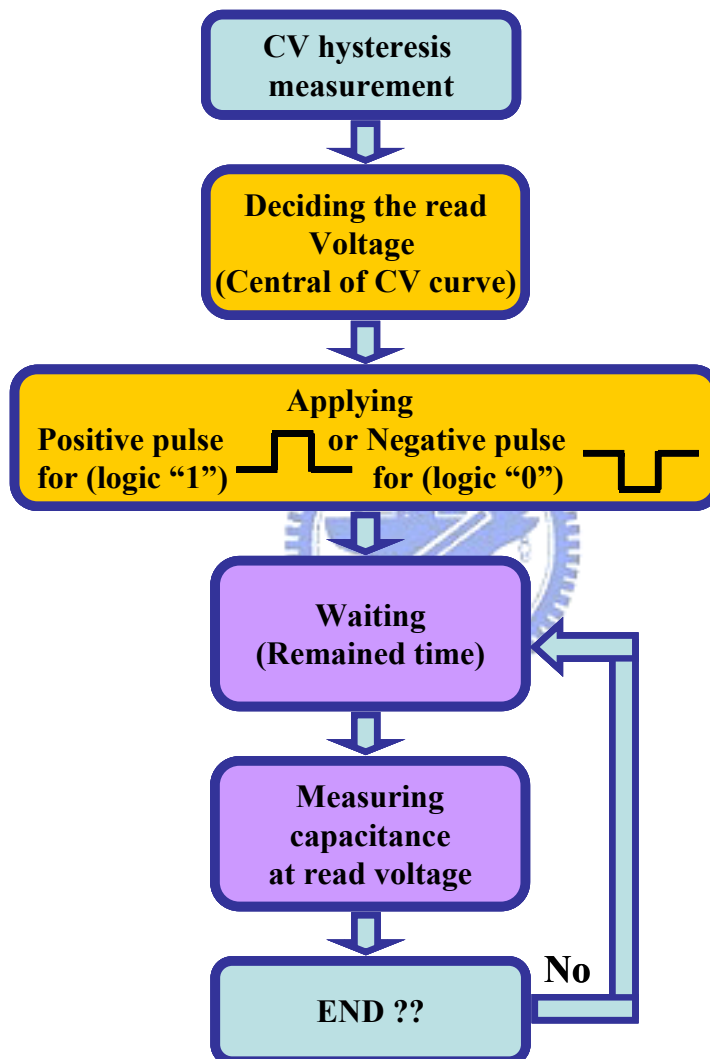 CV hysteresis
measurement
Deciding the read
Voltage
(Central of CV curve)
Applying
Positive pulse or Negative pulse
for (logic “1”) for (logic “0”)
Waiting
(Remained time)
Measuring
capacitance
at read voltage
No
END ??